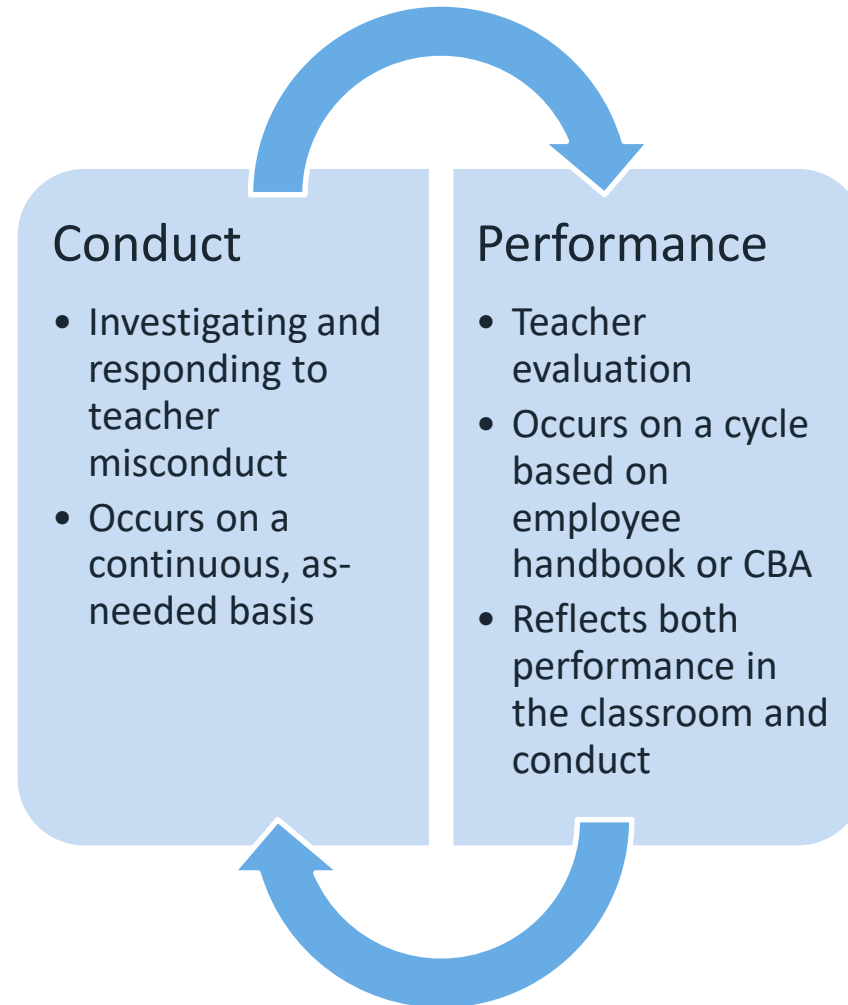 Conduct
• Investigating and
responding to
teacher
misconduct
• Occurs on a
continuous, as-
needed basis
Performance
• Teacher
evaluation
• Occurs on a cycle
based on
employee
handbook or CBA
• Reflects both
performance in
the classroom and
conduct